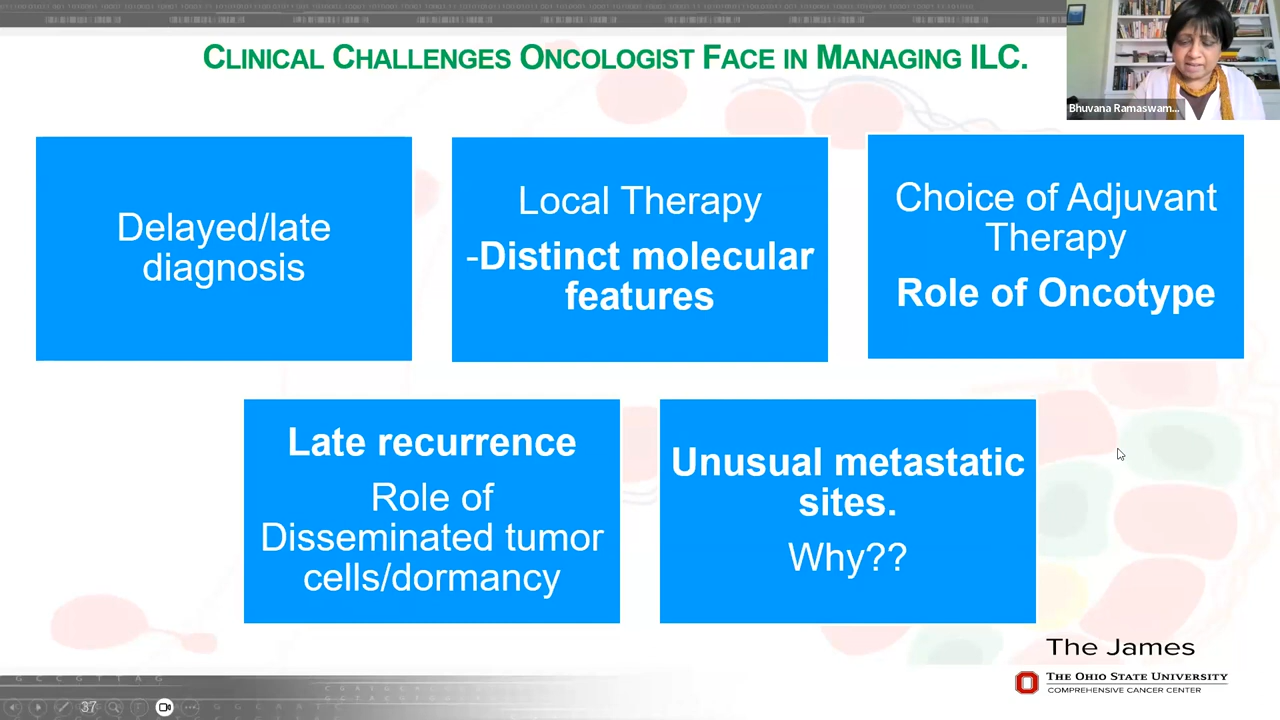 CLINICAL CHALLENGES ONCOLOGIST FACE IN MANAGING ILC.
Bhuvana Ramaswam...
Delayed/late
diagnosis
Local Therapy
-Distinct molecular
features
Choice of Adjuvant
Therapy
Role of Oncotype
Late recurrence
Role of
Disseminated tumor
cells/dormancy
Unusual metastatic
sites.
Why??
The James
THE OHIO STATE UNIVERSITY
COMPREHENSIVE CANCER CENTER
G C C G T T A G
37